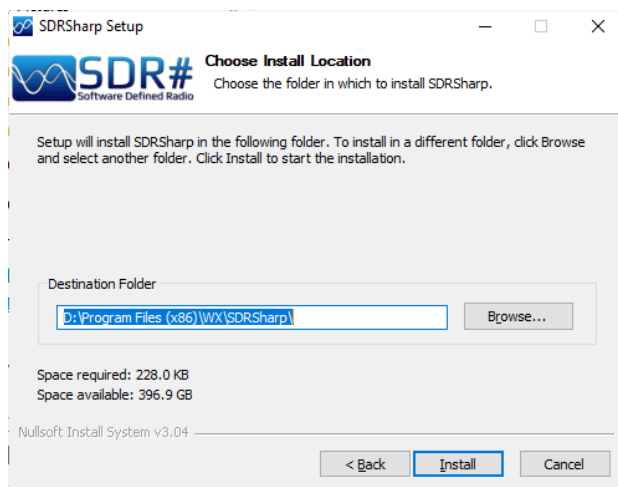 SDRSharp Setup
SDR#
Software Defined Radio
Choose Install Location
Choose the folder in which to install SDRSharp.
Setup will install SDRSharp in the following folder. To install in a different folder, click Browse
and select another folder. Click Install to start the installation.
Destination Folder
D:\Program Files (x86)\WX\SDRSharp\
Browse...
Space required: 228.0 KB
Space available: 396.9 GB
Nullsoft Install System v3.04
< Back
Install
Cancel